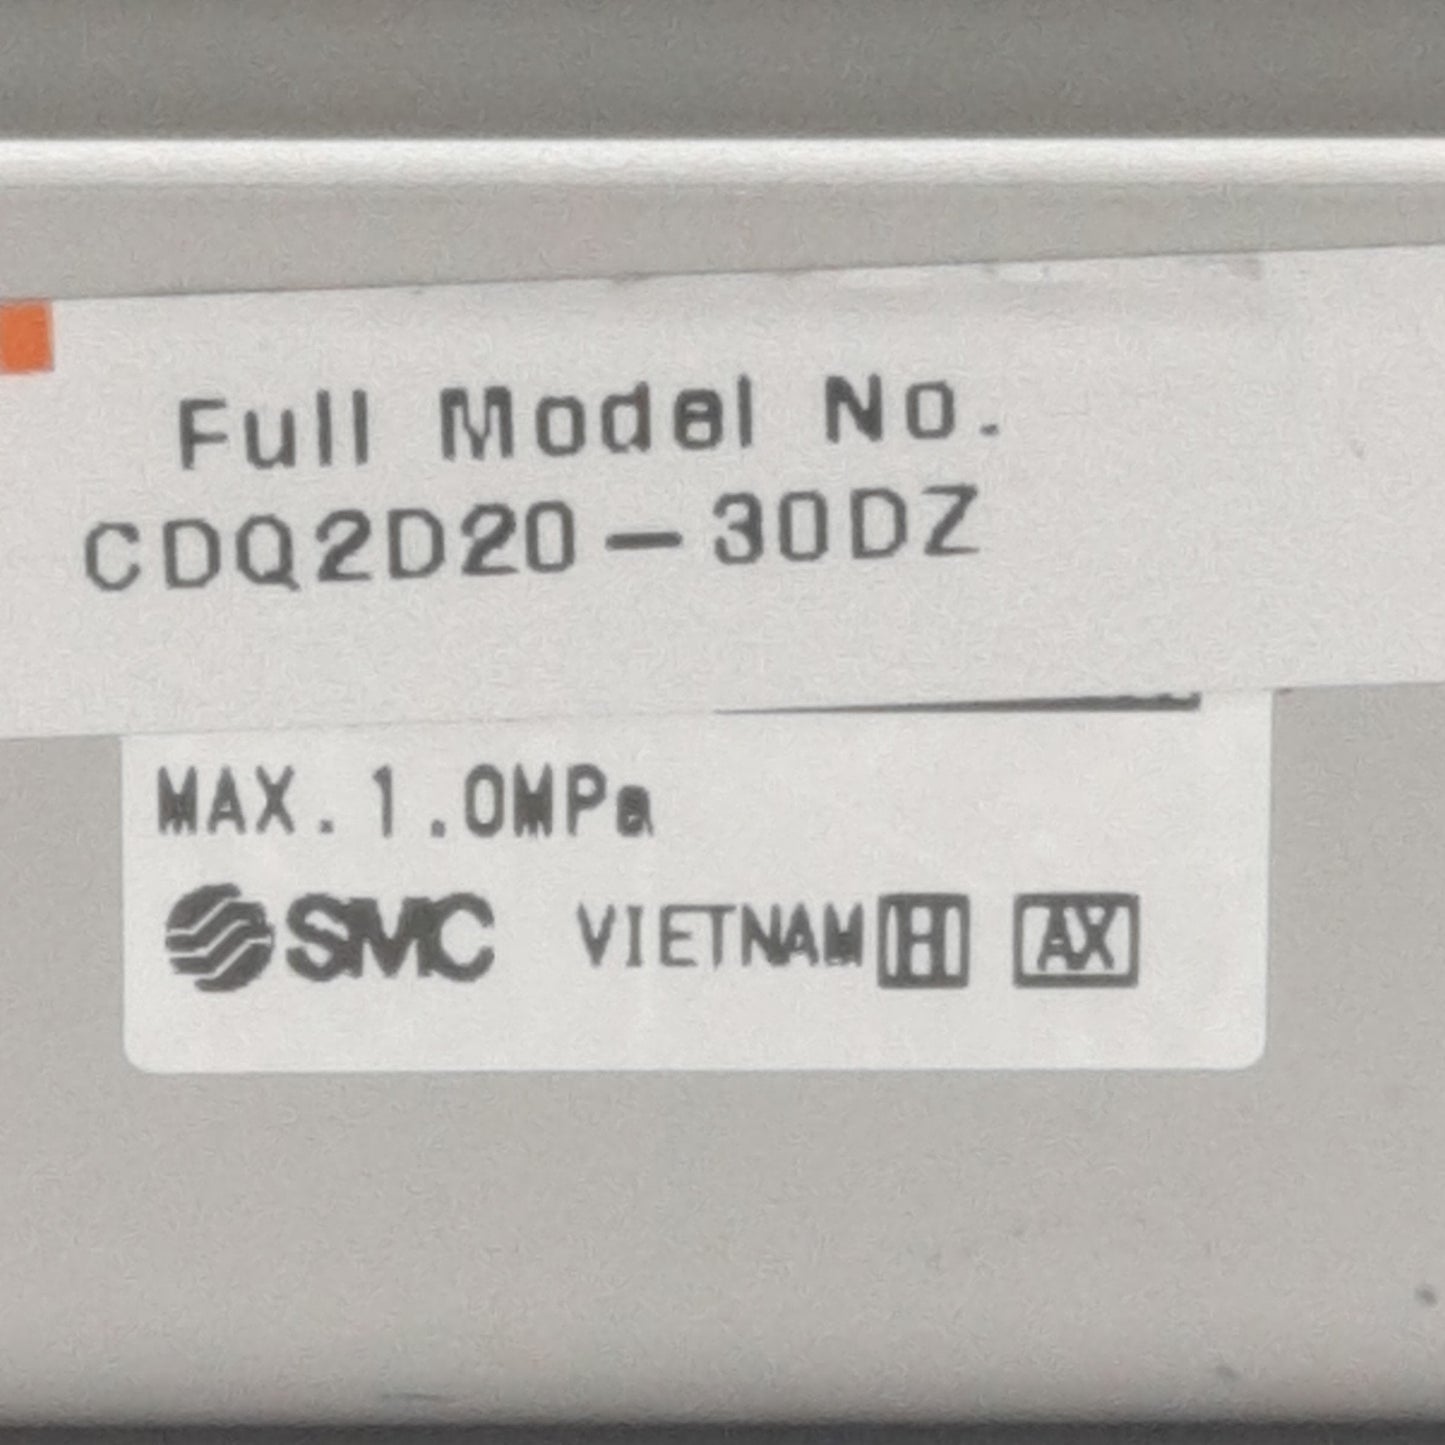 Full Model No.
CDQ2D20-30DZ
MAX. 1.0MPa
SMC VIETNAM H AX